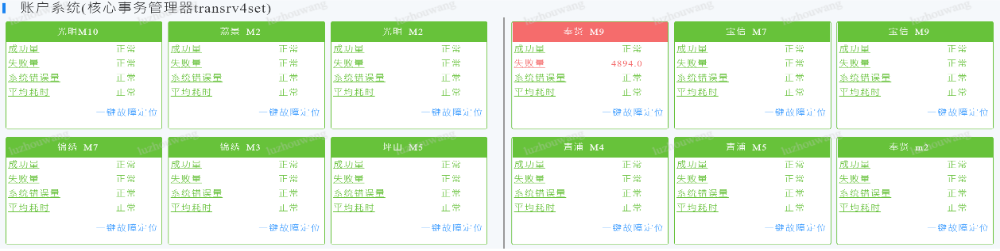 账户系统(核心事务管理器transrv4set)
光明M10
成功量 正常
失败量 正常
系统错误量 正常
平均耗时 正常
一键故障定位
荔景 M2
成功量 正常
失败量 正常
系统错误量 正常
平均耗时 正常
一键故障定位
光明 M2
成功量 正常
失败量 正常
系统错误量 正常
平均耗时 正常
一键故障定位
奉贤 M9
成功量 正常
失败量 4894.0
系统错误量 正常
平均耗时 正常
一键故障定位
宝信 M7
成功量 正常
失败量 正常
系统错误量 正常
平均耗时 正常
一键故障定位
宝信 M9
成功量 正常
失败量 正常
系统错误量 正常
平均耗时 正常
一键故障定位
锦绣 M7
成功量 正常
失败量 正常
系统错误量 正常
平均耗时 正常
一键故障定位
锦绣 M3
成功量 正常
失败量 正常
系统错误量 正常
平均耗时 正常
一键故障定位
坪山 M5
成功量 正常
失败量 正常
系统错误量 正常
平均耗时 正常
一键故障定位
青浦 M4
成功量 正常
失败量 正常
系统错误量 正常
平均耗时 正常
一键故障定位
青浦 M5
成功量 正常
失败量 正常
系统错误量 正常
平均耗时 正常
一键故障定位
奉贤 m2
成功量 正常
失败量 正常
系统错误量 正常
平均耗时 正常
一键故障定位
luzhouwang